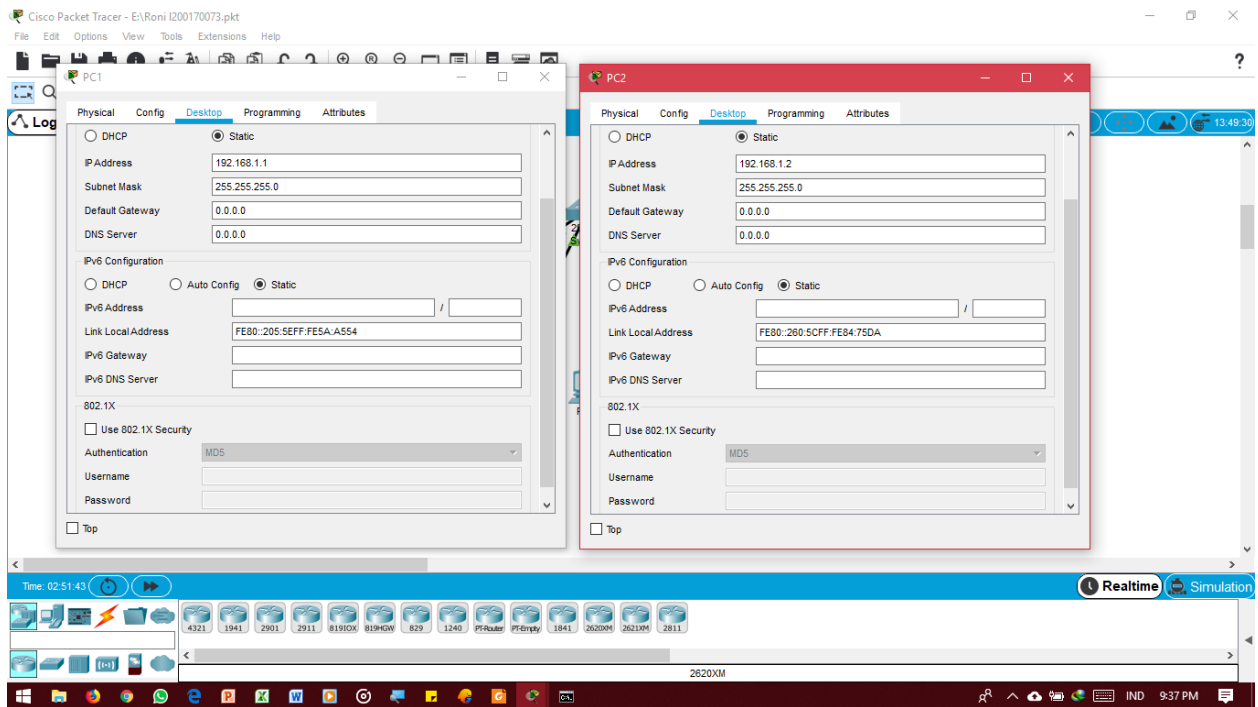 Cisco Packet Tracer - E:\Roni l200170073.pkt
File Edit Options View Tools Extensions Help
?
Log
13:49:30
PC1
Physical Config Desktop Programming Attributes
DHCP Static
IP Address 192.168.1.1
Subnet Mask 255.255.255.0
Default Gateway 0.0.0.0
DNS Server 0.0.0.0
IPv6 Configuration
DHCP Auto Config Static
IPv6 Address /
Link Local Address FE80::205:5EFF:FE5A:A554
IPv6 Gateway
IPv6 DNS Server
802.1X
Use 802.1X Security
Authentication MD5
Username
Password
Top
PC2
Physical Config Desktop Programming Attributes
DHCP Static
IP Address 192.168.1.2
Subnet Mask 255.255.255.0
Default Gateway 0.0.0.0
DNS Server 0.0.0.0
IPv6 Configuration
DHCP Auto Config Static
IPv6 Address /
Link Local Address FE80::260:5CFF:FE84:75DA
IPv6 Gateway
IPv6 DNS Server
802.1X
Use 802.1X Security
Authentication MD5
Username
Password
Top
Time: 02:51:43
Realtime Simulation
4321 1941 2901 2911 819IOX 819HGW 829 1240 PT-Router PT-Empty 1841 2620XM 2621XM 2811
2620XM
IND 9:37 PM